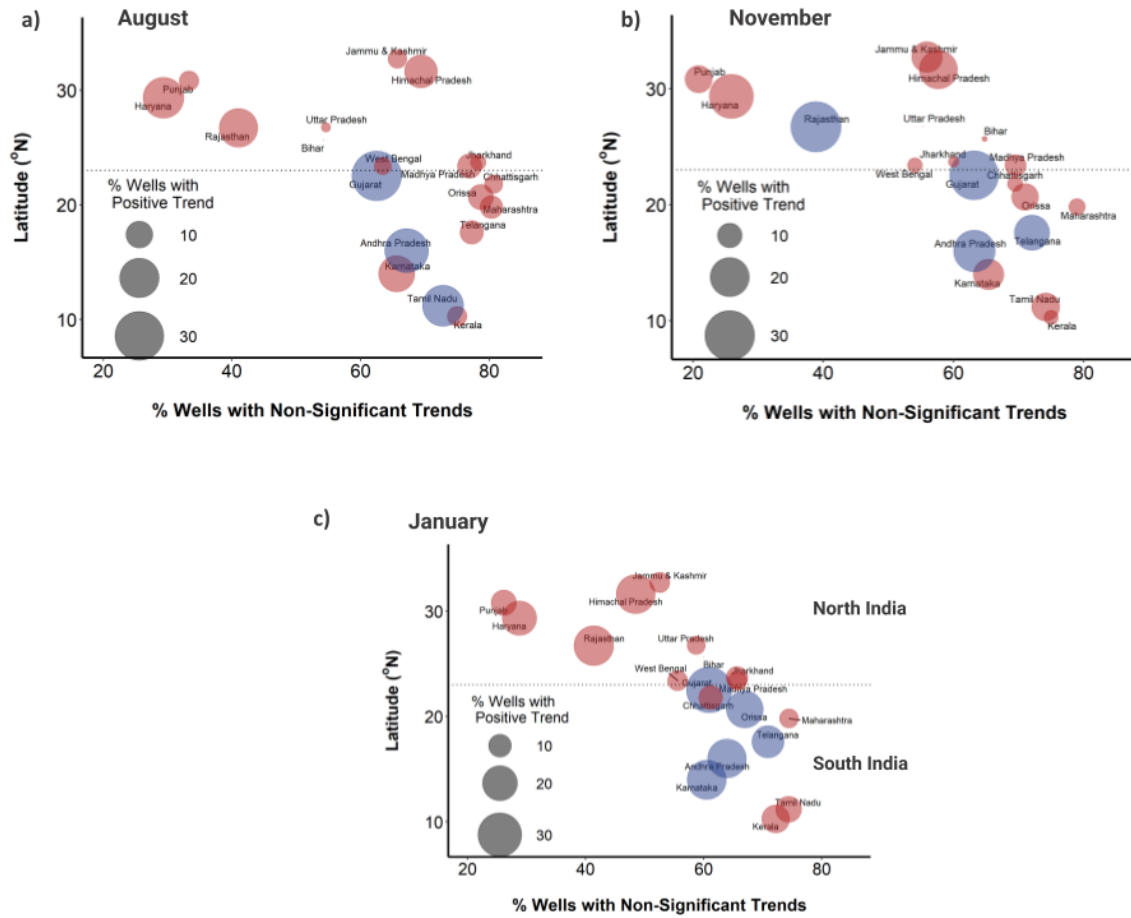 a)
August
Latitude (°N)
30
20
10
Jammu & Kashmir
Himachal Pradesh
Punjab
Haryana
Rajasthan
Uttar Pradesh
Bihar
West Bengal
Jharkhand
Gujarat
Madhya Pradesh
Chhattisgarh
Orissa
Maharashtra
Telangana
Andhra Pradesh
Karnataka
Tamil Nadu
Kerala
% Wells with
Positive Trend
10
20
30
20 40 60 80
% Wells with Non-Significant Trends
b)
November
Latitude (°N)
30
20
10
Jammu & Kashmir
Himachal Pradesh
Punjab
Haryana
Rajasthan
Uttar Pradesh
Bihar
Jharkhand
Madhya Pradesh
West Bengal
Chhattisgarh
Gujarat
Orissa
Maharashtra
Andhra Pradesh
Telangana
Karnataka
Tamil Nadu
Kerala
% Wells with
Positive Trend
10
20
30
20 40 60 80
% Wells with Non-Significant Trends
c)
January
Latitude (°N)
30
20
10
Jammu & Kashmir
Himachal Pradesh
Punjab
Haryana
Rajasthan
Uttar Pradesh
West Bengal
Bihar
Jharkhand
Gujarat
Madhya Pradesh
Chhattisgarh
Orissa
Maharashtra
Telangana
Andhra Pradesh
Karnataka
Tamil Nadu
Kerala
North India
South India
% Wells with
Positive Trend
10
20
30
20 40 60 80
% Wells with Non-Significant Trends